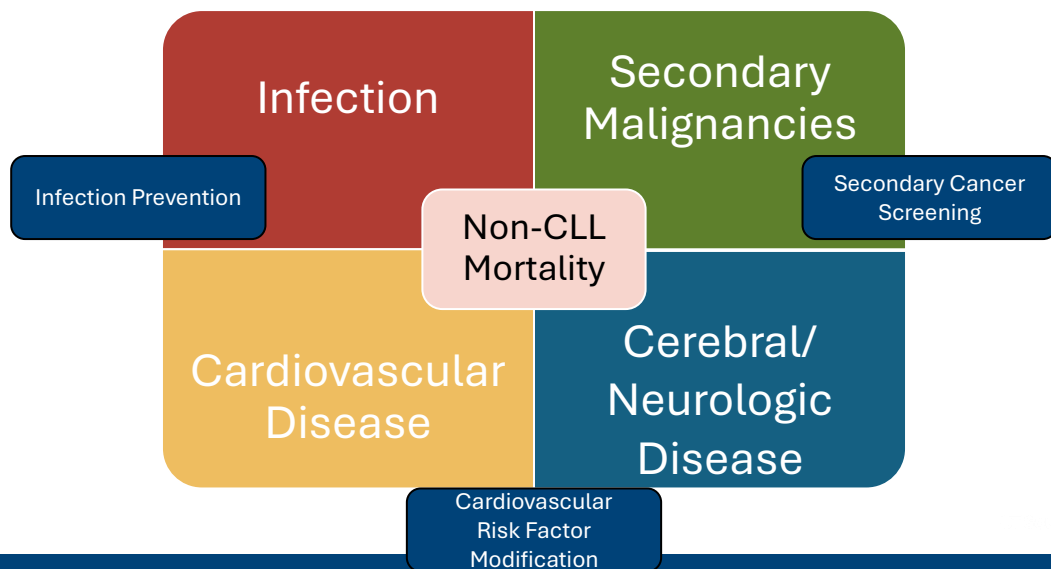 Infection
Secondary
Malignancies
Infection Prevention
Secondary Cancer
Screening
Non-CLL
Mortality
Cardiovascular
Disease
Cerebral/
Neurologic
Disease
Cardiovascular
Risk Factor
Modification